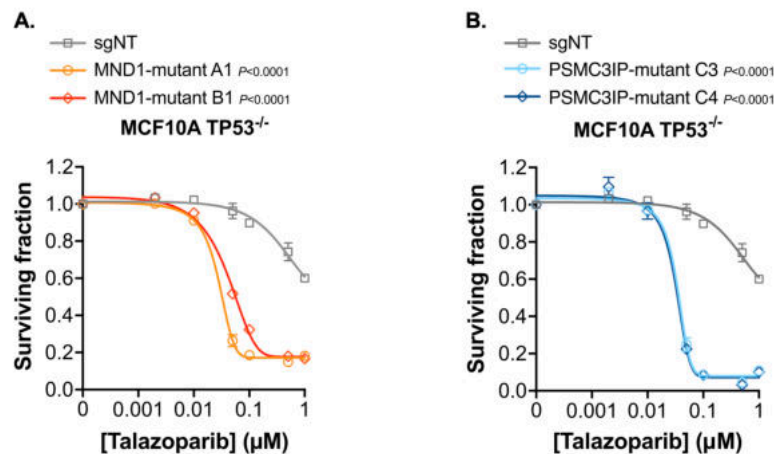 A.
sgNT
MND1-mutant A1 P<0.0001
MND1-mutant B1 P<0.0001
MCF10A TP53-/-
1.2
1.0
0.8
0.6
0.4
0.2
0.0
Surviving fraction
0 0.001 0.01 0.1 1
[Talazoparib] (µM)
B.
sgNT
PSMC3IP-mutant C3 P<0.0001
PSMC3IP-mutant C4 P<0.0001
MCF10A TP53-/-
1.2
1.0
0.8
0.6
0.4
0.2
0.0
Surviving fraction
0 0.001 0.01 0.1 1
[Talazoparib] (µM)